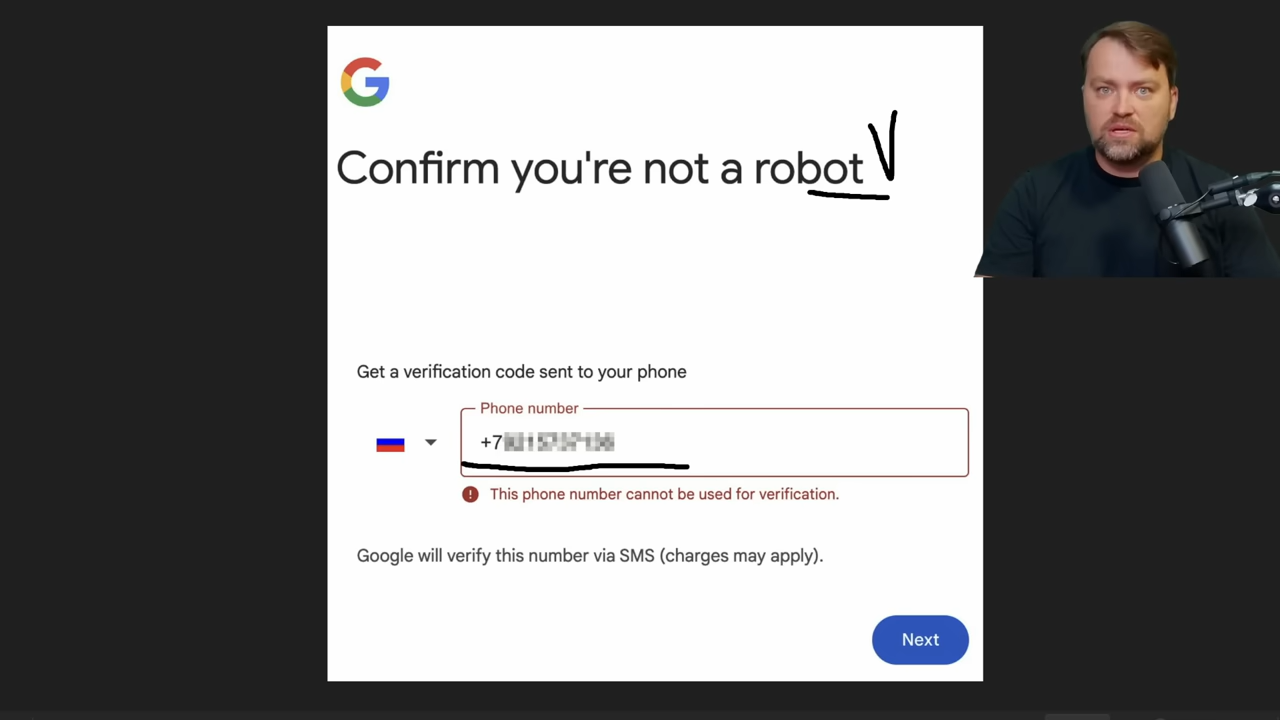 Confirm you're not a robot
Get a verification code sent to your phone
Phone number
+7
This phone number cannot be used for verification.
Google will verify this number via SMS (charges may apply).
Next